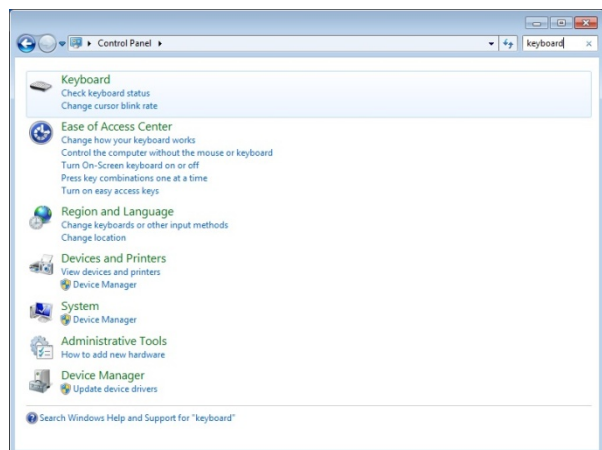 Control Panel
keyboard
Keyboard
Check keyboard status
Change cursor blink rate
Ease of Access Center
Change how your keyboard works
Control the computer without the mouse or keyboard
Turn On-Screen keyboard on or off
Press key combinations one at a time
Turn on easy access keys
Region and Language
Change keyboards or other input methods
Change location
Devices and Printers
View devices and printers
Device Manager
System
Device Manager
Administrative Tools
How to add new hardware
Device Manager
Update device drivers
Search Windows Help and Support for "keyboard"